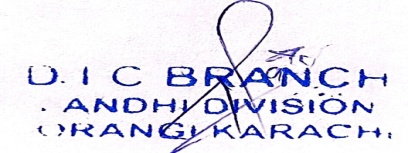 D. I C BRANCH
. ANDHI DIVISION
ORANGI KARACHI